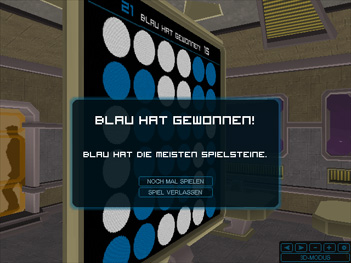 21 BLAU HAT GEWONNEN! 15
BLAU HAT GEWONNEN!
BLAU HAT DIE MEISTEN SPIELSTEINE.
NOCH MAL SPIELEN
SPIEL VERLASSEN
3D-MODUS